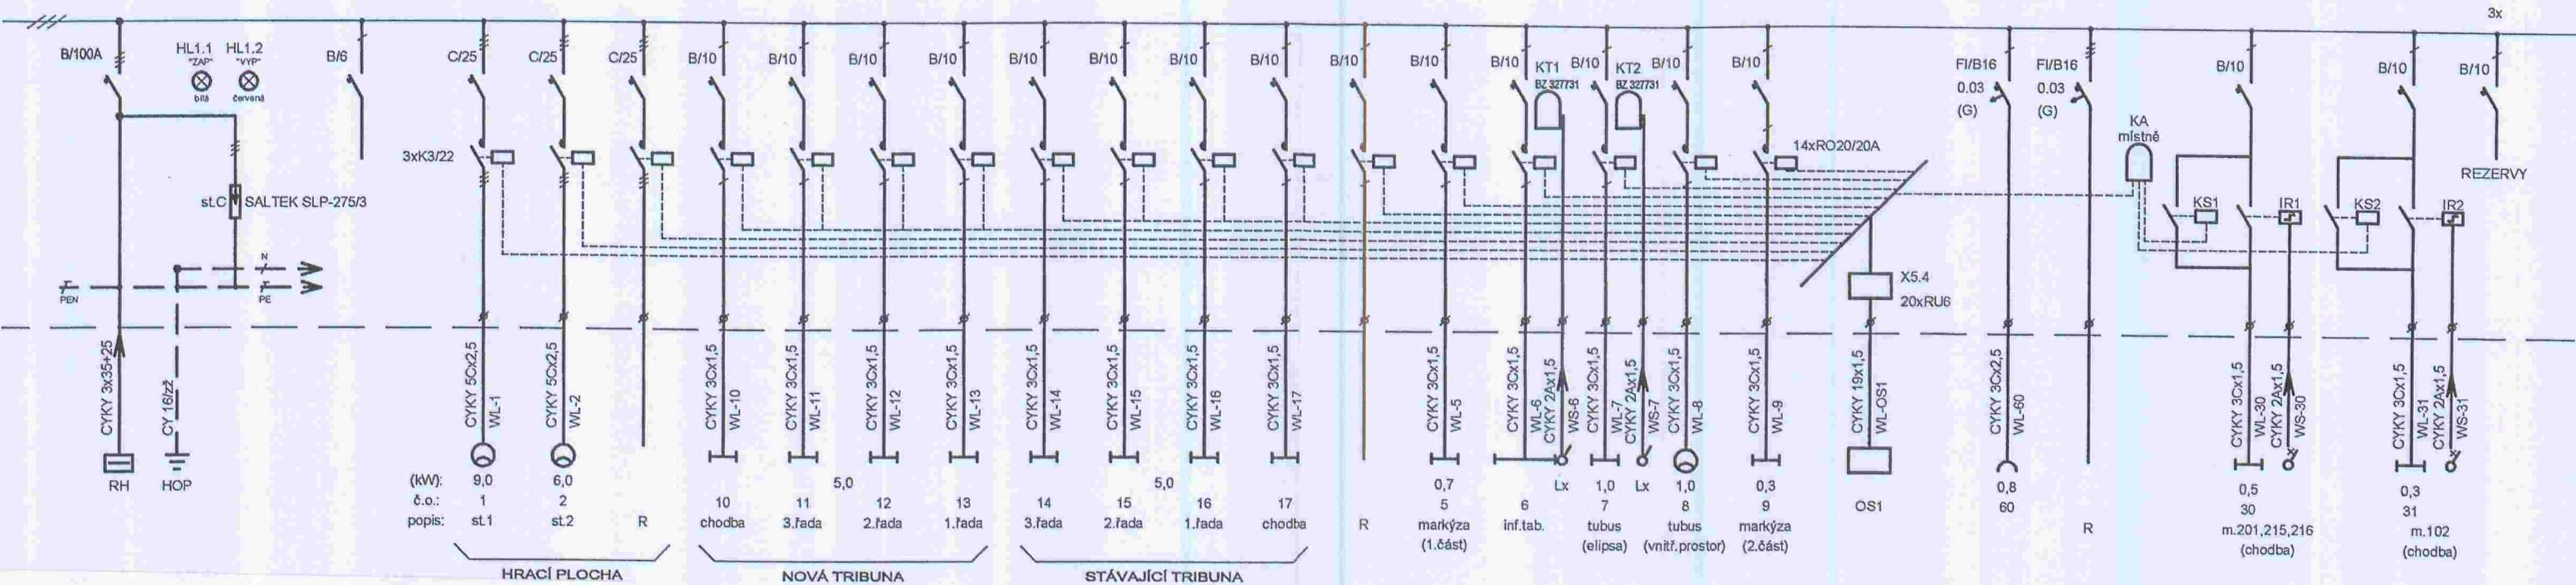 3x
B/100A
HL1.1
"ZAP"
bílá
HL1.2
"VYP"
červená
B/6
C/25
C/25
C/25
B/10
B/10
B/10
B/10
B/10
B/10
B/10
B/10
B/10
B/10
B/10
KT1
BZ 327731
B/10
KT2
BZ 327731
B/10
B/10
FI/B16
0.03
(G)
FI/B16
0.03
(G)
B/10
B/10
B/10
KA
místně
3xK3/22
14xRO20/20A
REZERVY
st.C
SALTEK SLP-275/3
KS1
IR1
KS2
IR2
N
PEN
PE
X5.4
20xRU6
CYKY 3x35+25
CY 16/zž
CYKY 5Cx2,5
WL-1
CYKY 5Cx2,5
WL-2
CYKY 3Cx1,5
WL-10
CYKY 3Cx1,5
WL-11
CYKY 3Cx1,5
WL-12
CYKY 3Cx1,5
WL-13
CYKY 3Cx1,5
WL-14
CYKY 3Cx1,5
WL-15
CYKY 3Cx1,5
WL-16
CYKY 3Cx1,5
WL-17
CYKY 3Cx1,5
WL-5
CYKY 3Cx1,5
WL-6
CYKY 2Ax1,5
WS-6
CYKY 3Cx1,5
WL-7
CYKY 2Ax1,5
WS-7
CYKY 3Cx1,5
WL-8
CYKY 3Cx1,5
WL-9
CYKY 19x1,5
WL-OS1
CYKY 3Cx2,5
WL-60
CYKY 3Cx1,5
WL-30
CYKY 2Ax1,5
WS-30
CYKY 3Cx1,5
WL-31
CYKY 2Ax1,5
WS-31
RH
HOP
(kW): 9,0 6,0 5,0 5,0 0,7 Lx 1,0 Lx 1,0 0,3 0,8 0,5 0,3
č.o.: 1 2 10 11 12 13 14 15 16 17 5 6 7 8 9 OS1 60 30 31
popis: st.1 st.2 R chodba 3.řada 2.řada 1.řada 3.řada 2.řada 1.řada chodba R markýza inf.tab. tubus tubus markýza R m.201,215,216 m.102
(1.část) (elipsa) (vnitř.prostor) (2.část) (chodba) (chodba)
HRACÍ PLOCHA NOVÁ TRIBUNA STÁVAJÍCÍ TRIBUNA